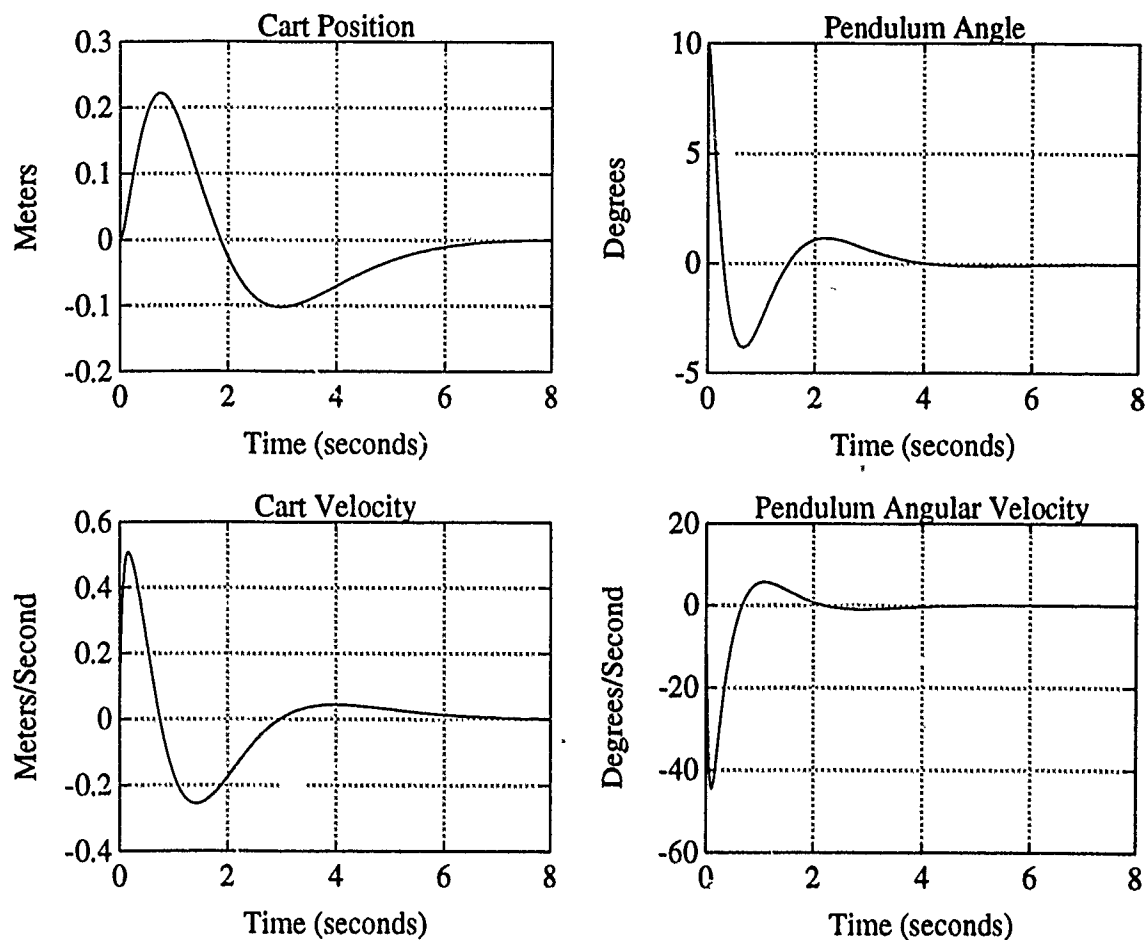 Cart Position
Meters
0.3
0.2
0.1
0
-0.1
-0.2
0 2 4 6 8
Time (seconds)
Pendulum Angle
Degrees
10
5
0
-5
0 2 4 6 8
Time (seconds)
Cart Velocity
Meters/Second
0.6
0.4
0.2
0
-0.2
-0.4
0 2 4 6 8
Time (seconds)
Pendulum Angular Velocity
Degrees/Second
20
0
-20
-40
-60
0 2 4 6 8
Time (seconds)